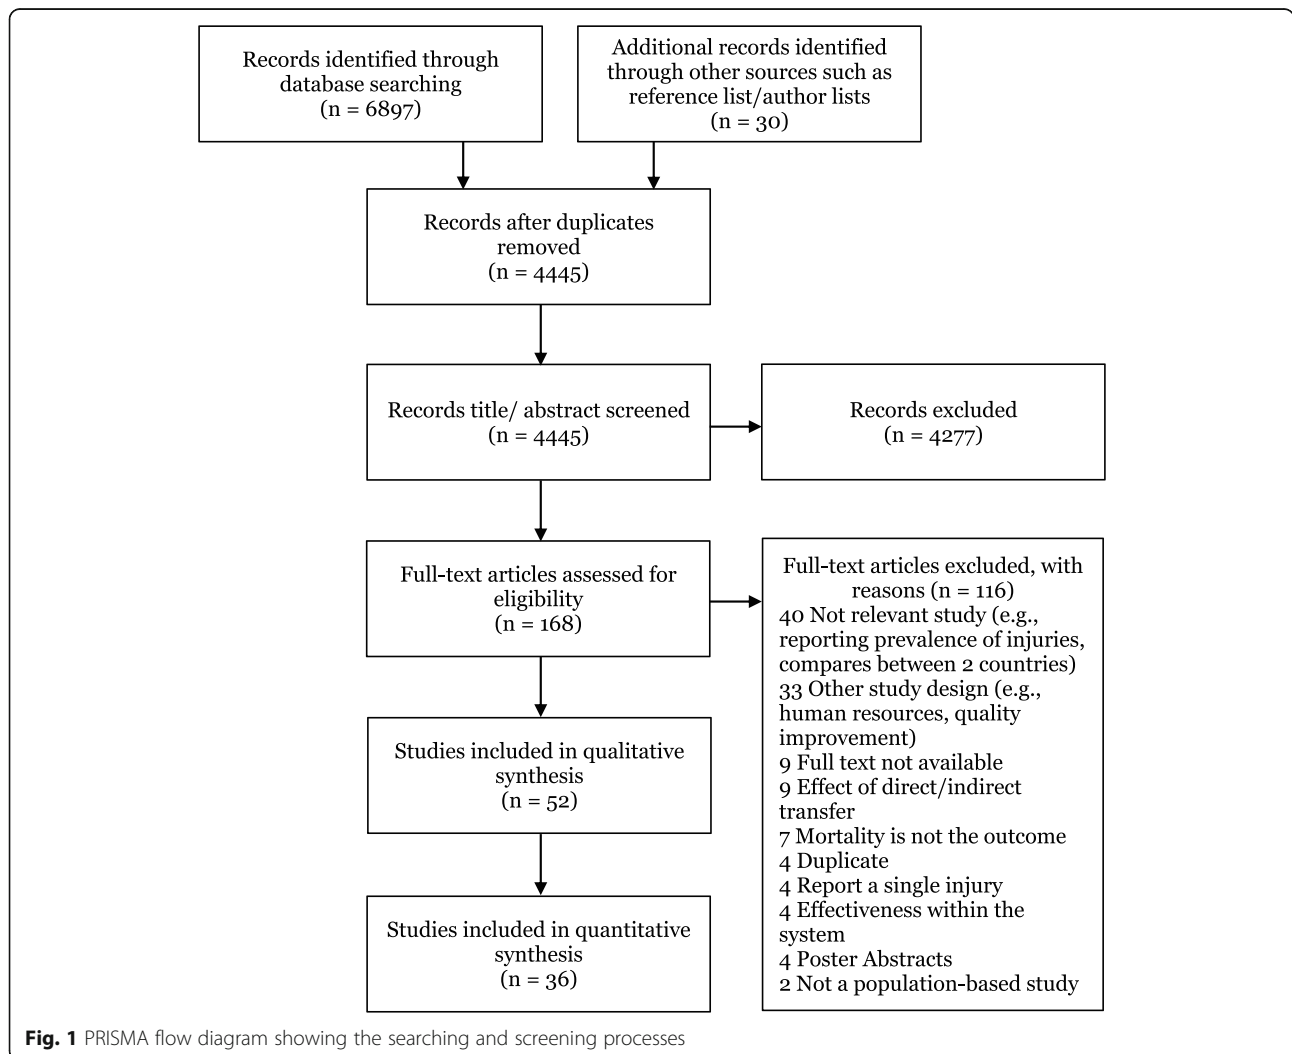 Records identified through
database searching
(n = 6897)
Additional records identified
through other sources such as
reference list/author lists
(n = 30)
Records after duplicates
removed
(n = 4445)
Records title/ abstract screened
(n = 4445)
Records excluded
(n = 4277)
Full-text articles assessed for
eligibility
(n = 168)
Full-text articles excluded, with
reasons (n = 116)
40 Not relevant study (e.g.,
reporting prevalence of injuries,
compares between 2 countries)
33 Other study design (e.g.,
human resources, quality
improvement)
9 Full text not available
9 Effect of direct/indirect
transfer
7 Mortality is not the outcome
4 Duplicate
4 Report a single injury
4 Effectiveness within the
system
4 Poster Abstracts
2 Not a population-based study
Studies included in qualitative
synthesis
(n = 52)
Studies included in quantitative
synthesis
(n = 36)
Fig. 1 PRISMA flow diagram showing the searching and screening processes